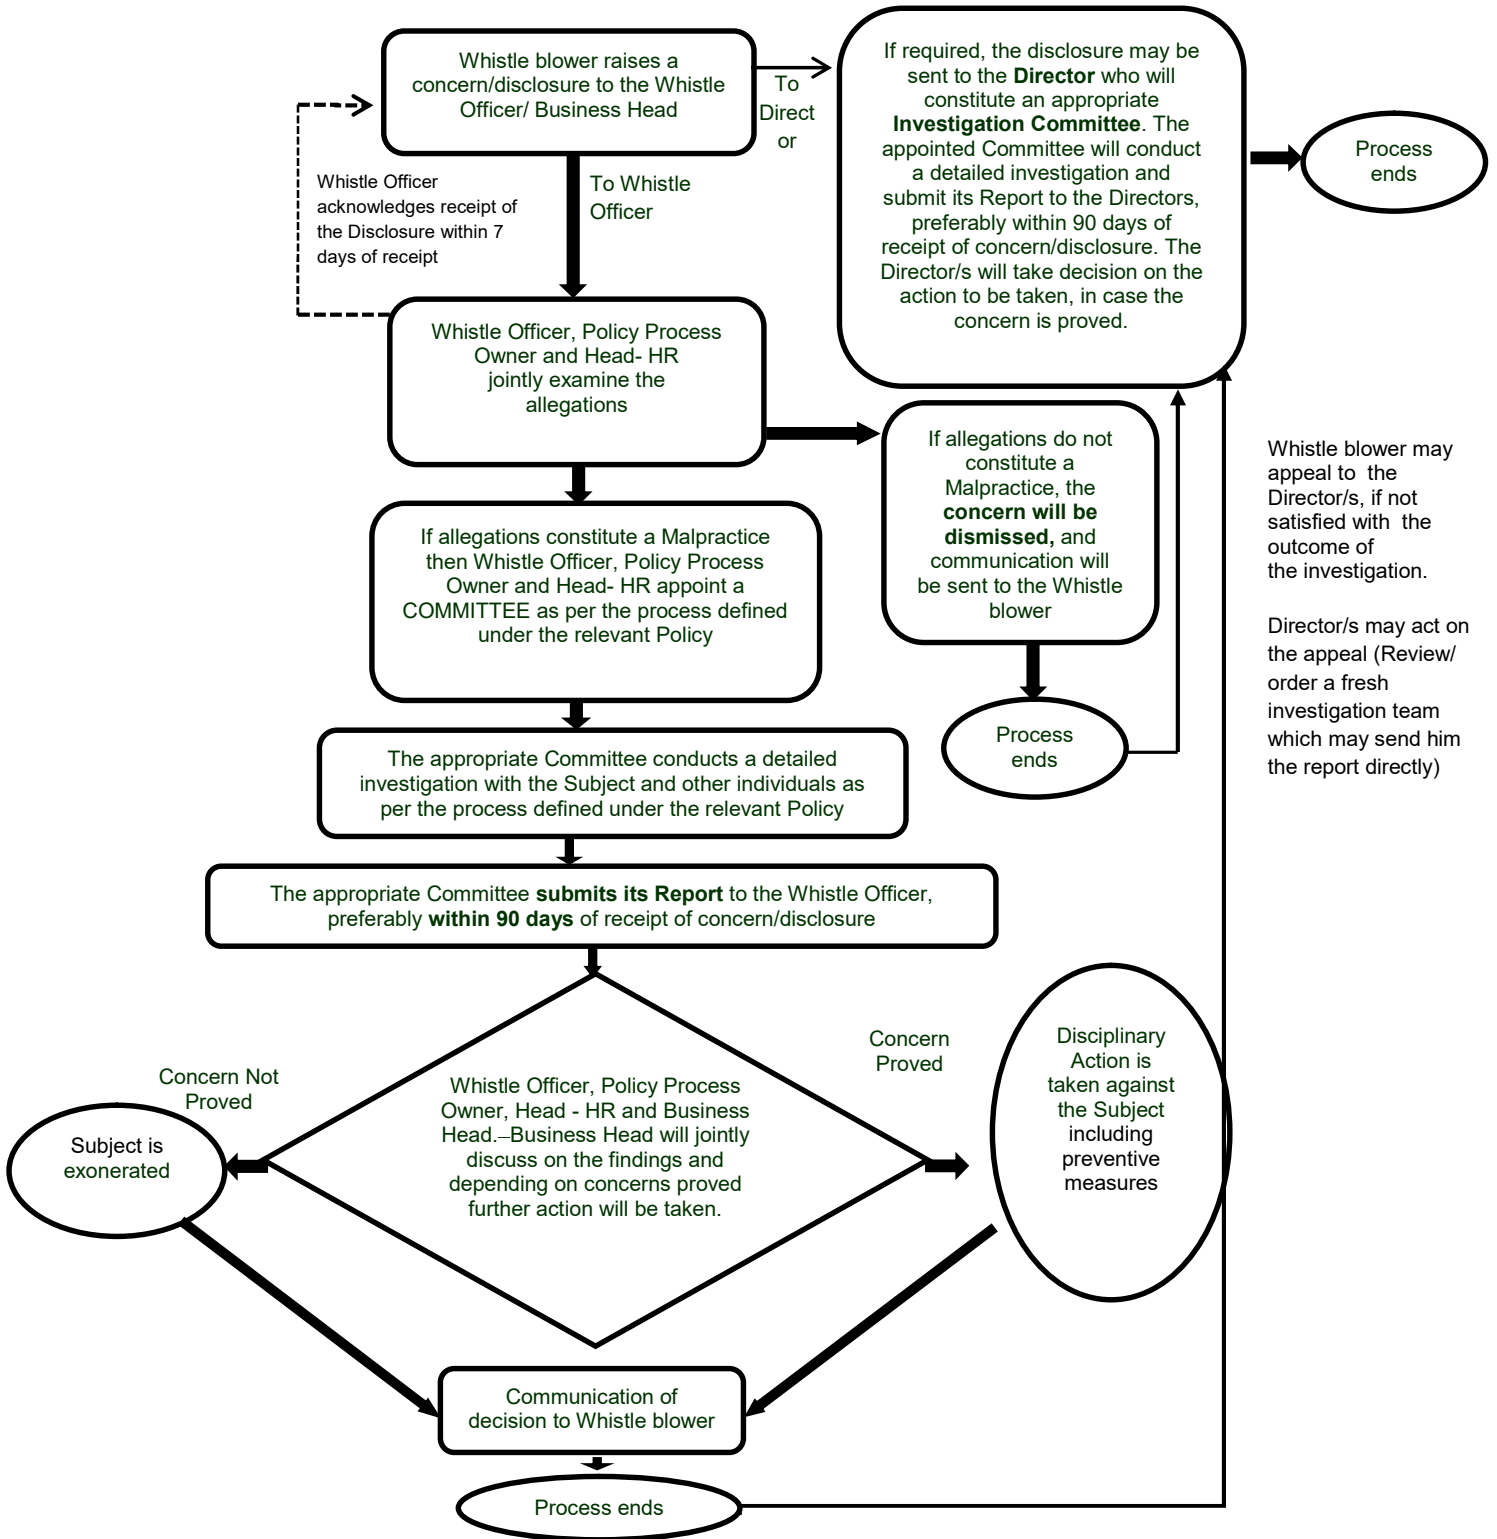 Whistle blower raises a
concern/disclosure to the Whistle
Officer/ Business Head
To
Direct
or
If required, the disclosure may be
sent to the Director who will
constitute an appropriate
Investigation Committee. The
appointed Committee will conduct
a detailed investigation and
submit its Report to the Directors,
preferably within 90 days of
receipt of concern/disclosure. The
Director/s will take decision on the
action to be taken, in case the
concern is proved.
Process
ends
Whistle Officer
acknowledges receipt of
the Disclosure within 7
days of receipt
To Whistle
Officer
Whistle Officer, Policy Process
Owner and Head- HR
jointly examine the
allegations
If allegations do not
constitute a
Malpractice, the
concern will be
dismissed, and
communication will
be sent to the Whistle
blower
Whistle blower may
appeal to the
Director/s, if not
satisfied with the
outcome of
the investigation.
Director/s may act on
the appeal (Review/
order a fresh
investigation team
which may send him
the report directly)
If allegations constitute a Malpractice
then Whistle Officer, Policy Process
Owner and Head- HR appoint a
COMMITTEE as per the process defined
under the relevant Policy
Process
ends
The appropriate Committee conducts a detailed
investigation with the Subject and other individuals as
per the process defined under the relevant Policy
The appropriate Committee submits its Report to the Whistle Officer,
preferably within 90 days of receipt of concern/disclosure
Concern Not
Proved
Concern
Proved
Subject is
exonerated
Whistle Officer, Policy Process
Owner, Head - HR and Business
Head.–Business Head will jointly
discuss on the findings and
depending on concerns proved
further action will be taken.
Disciplinary
Action is
taken against
the Subject
including
preventive
measures
Communication of
decision to Whistle blower
Process ends